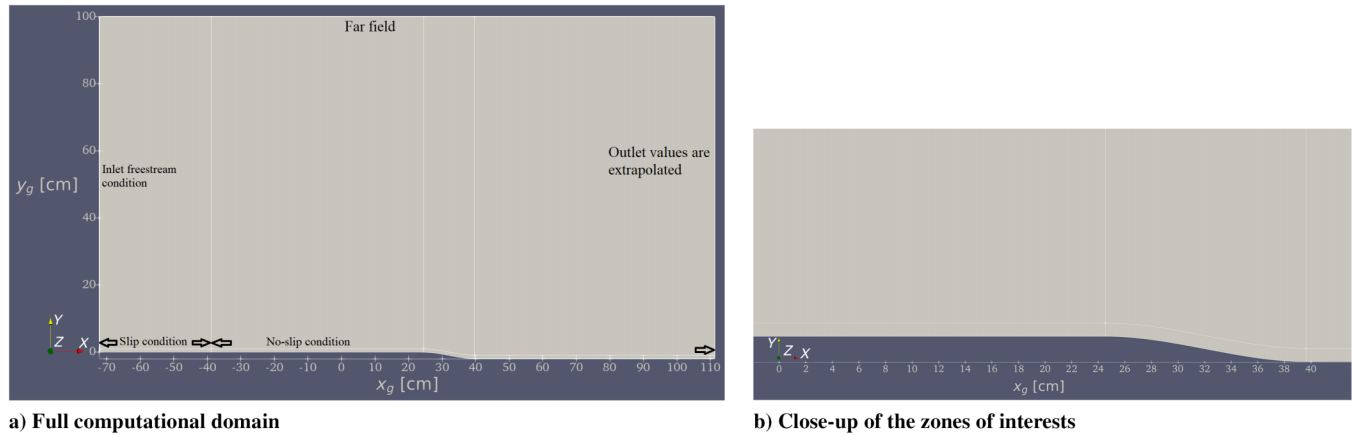 100
80
60
40
20
0
y_g [cm]
Far field
Inlet freestream
condition
Outlet values are
extrapolated
Y
Z X
Slip condition
No-slip condition
-70 -60 -50 -40 -30 -20 -10 0 10 20 30 40 50 60 70 80 90 100 110
x_g [cm]
a) Full computational domain
Y
Z X
0 2 4 6 8 10 12 14 16 18 20 22 24 26 28 30 32 34 36 38 40
x_g [cm]
b) Close-up of the zones of interests